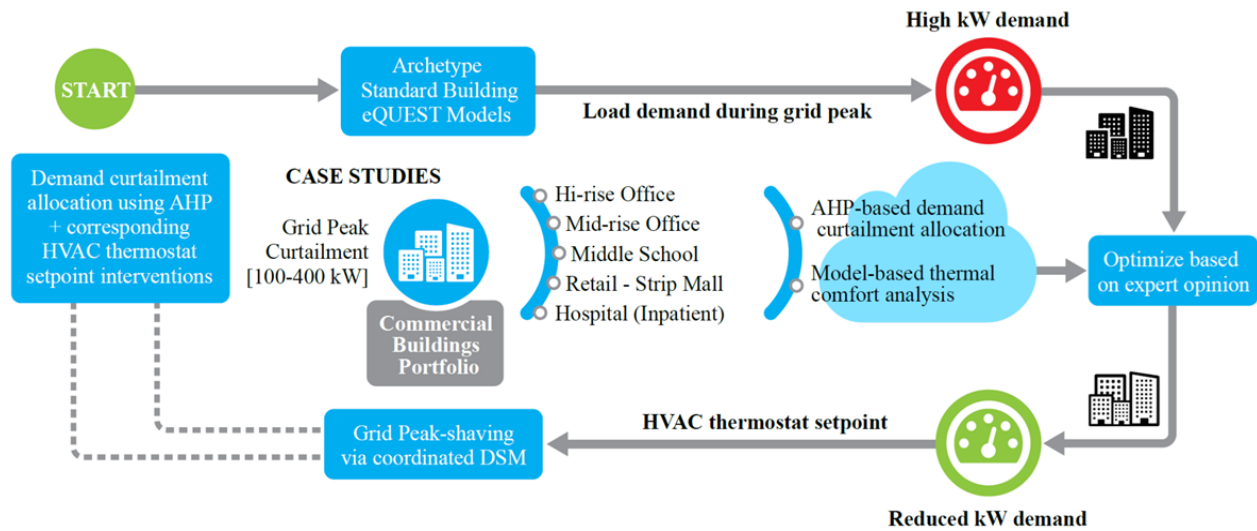 High kW demand
START
Archetype
Standard Building
eQUEST Models
Load demand during grid peak
Demand curtailment
allocation using AHP
+ corresponding
HVAC thermostat
setpoint interventions
CASE STUDIES
Grid Peak
Curtailment
[100-400 kW]
Commercial
Buildings
Portfolio
Hi-rise Office
Mid-rise Office
Middle School
Retail - Strip Mall
Hospital (Inpatient)
AHP-based demand
curtailment allocation
Model-based thermal
comfort analysis
Optimize based
on expert opinion
Grid Peak-shaving
via coordinated DSM
HVAC thermostat setpoint
Reduced kW demand